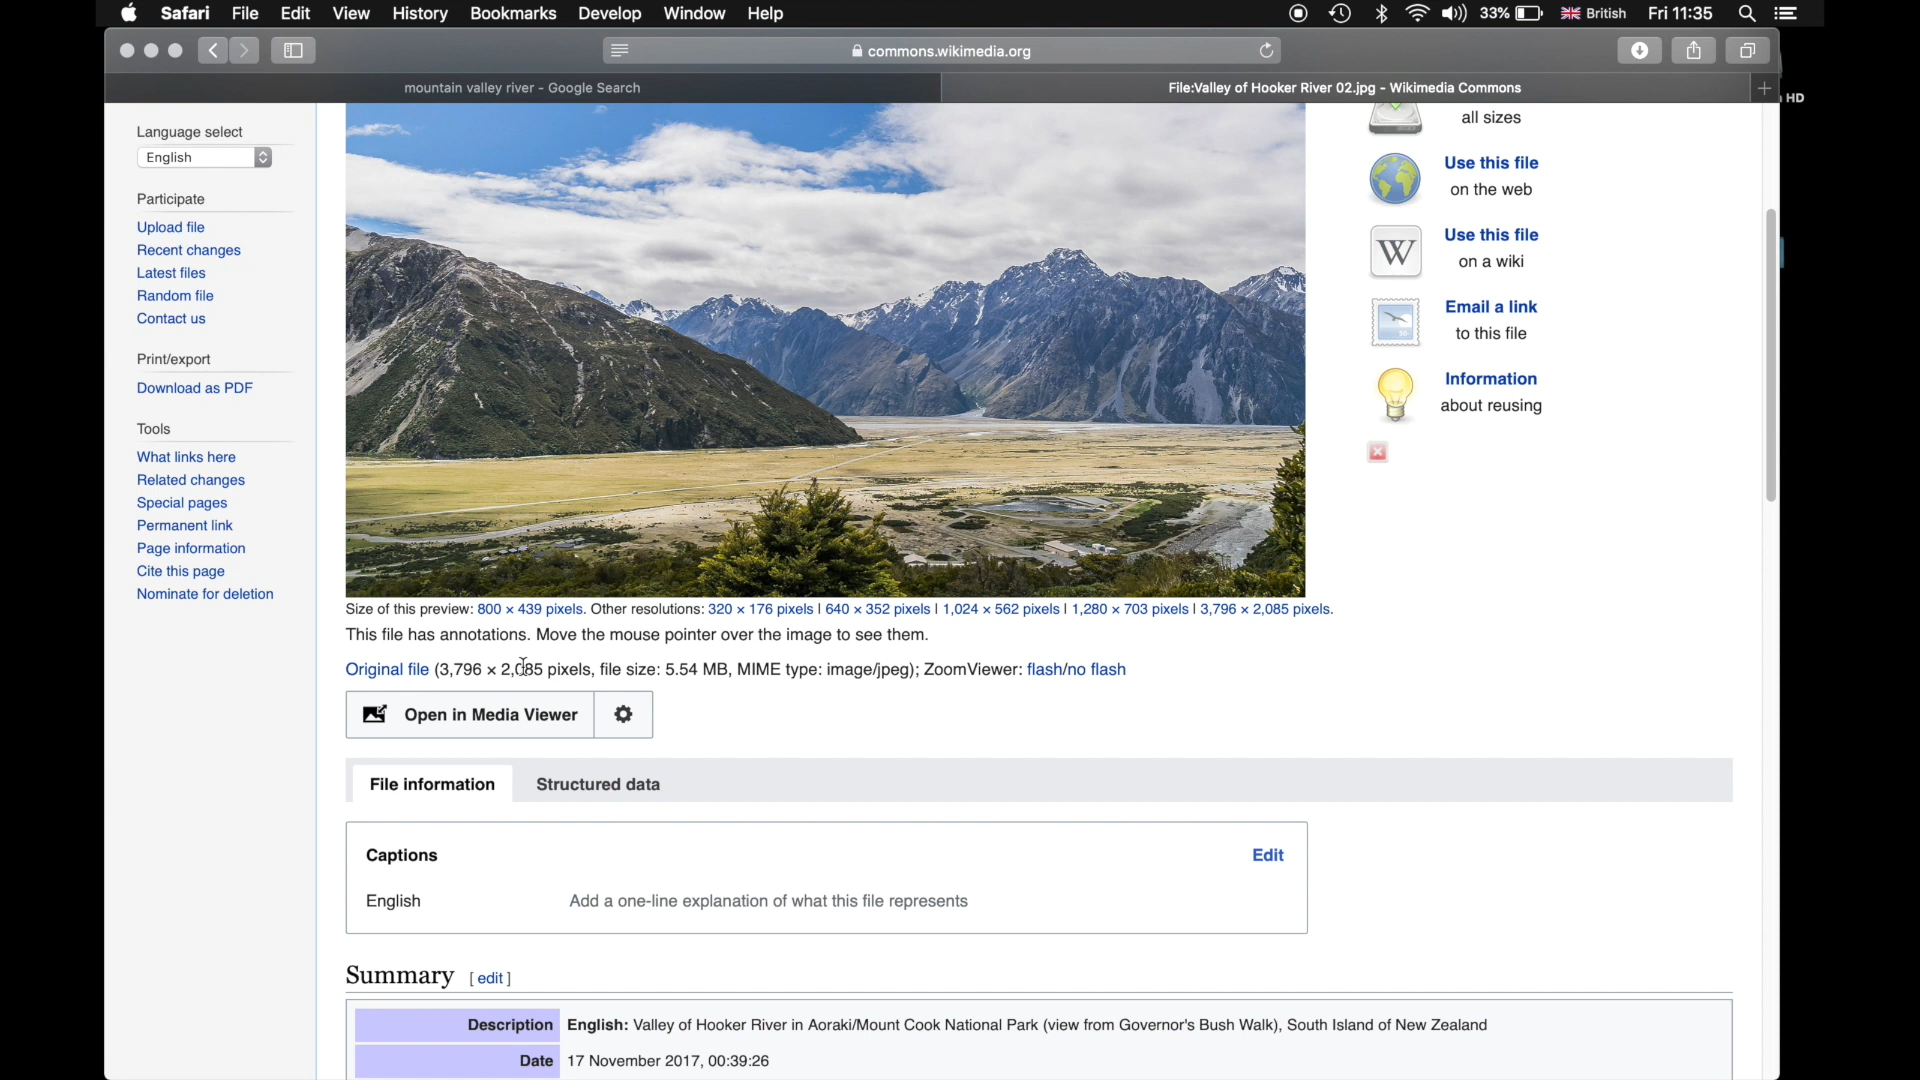 Safari File Edit View History Bookmarks Develop Window Help 33% British Fri 11:35
commons.wikimedia.org
mountain valley river - Google Search File:Valley of Hooker River 02.jpg - Wikimedia Commons
HD
Language select
English
Participate
Upload file
Recent changes
Latest files
Random file
Contact us
Print/export
Download as PDF
Tools
What links here
Related changes
Special pages
Permanent link
Page information
Cite this page
Nominate for deletion
all sizes
Use this file
on the web
W
Use this file
on a wiki
Email a link
to this file
Information
about reusing
Size of this preview: 800 × 439 pixels. Other resolutions: 320 × 176 pixels | 640 × 352 pixels | 1,024 × 562 pixels | 1,280 × 703 pixels | 3,796 × 2,085 pixels.
This file has annotations. Move the mouse pointer over the image to see them.
Original file (3,796 × 2,085 pixels, file size: 5.54 MB, MIME type: image/jpeg); ZoomViewer: flash/no flash
Open in Media Viewer
File information Structured data
Captions Edit
English Add a one-line explanation of what this file represents
Summary [ edit ]
Description English: Valley of Hooker River in Aoraki/Mount Cook National Park (view from Governor's Bush Walk), South Island of New Zealand
Date 17 November 2017, 00:39:26